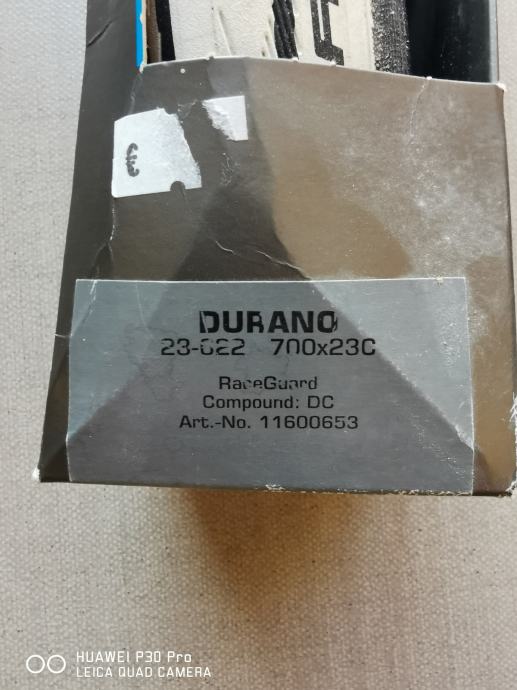 DURANO
23-622 700x23C
RaceGuard
Compound: DC
Art.-No. 11600653
HUAWEI P30 Pro
LEICA QUAD CAMERA